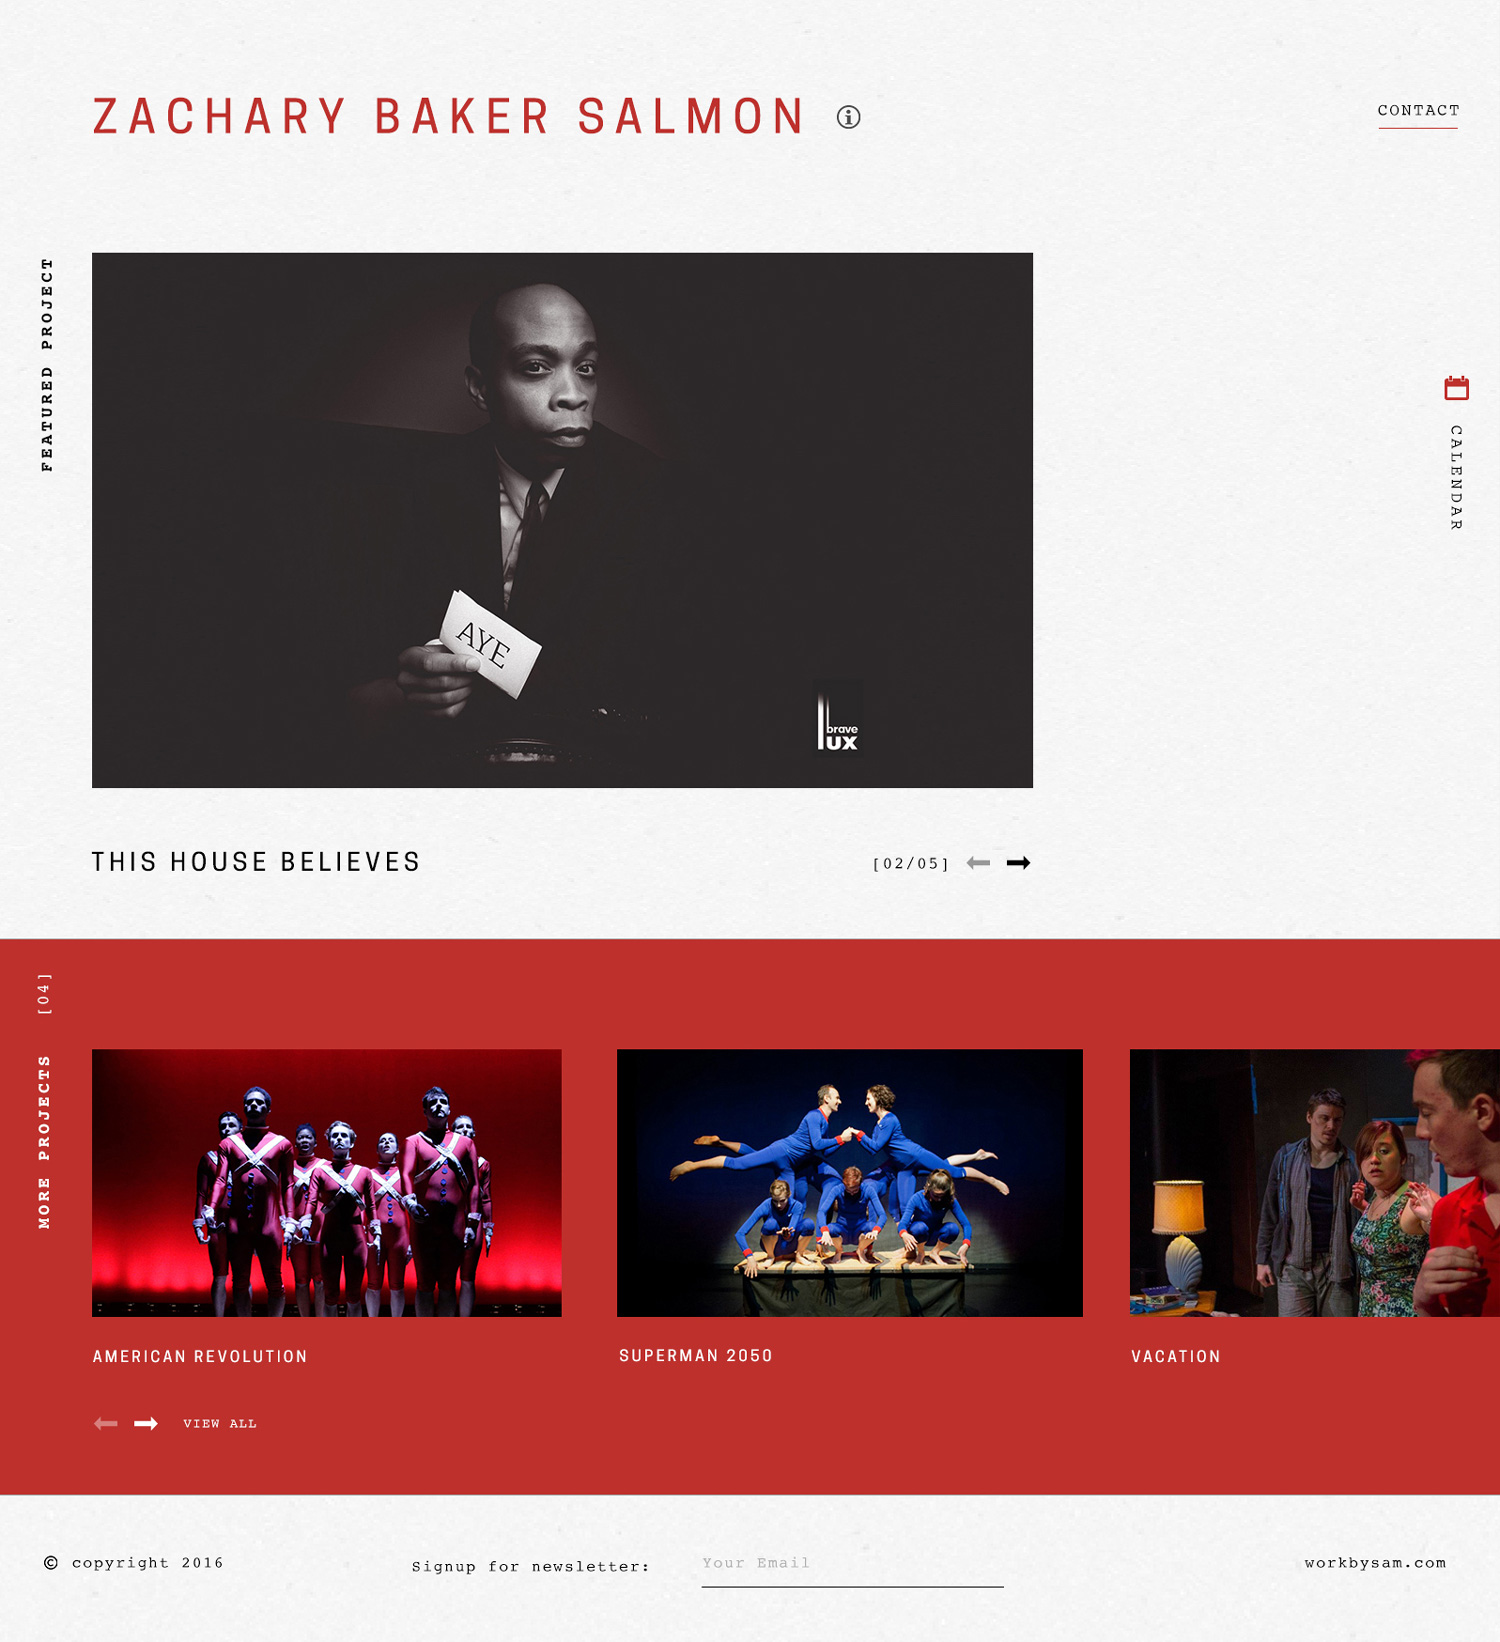 ZACHARY BAKER SALMON
CONTACT
FEATURED PROJECT
AYE
brave
lux
CALENDAR
THIS HOUSE BELIEVES
[02/05]
[04]
MORE PROJECTS
AMERICAN REVOLUTION
SUPERMAN 2050
VACATION
VIEW ALL
© copyright 2016
Signup for newsletter:
Your Email
workbysam.com